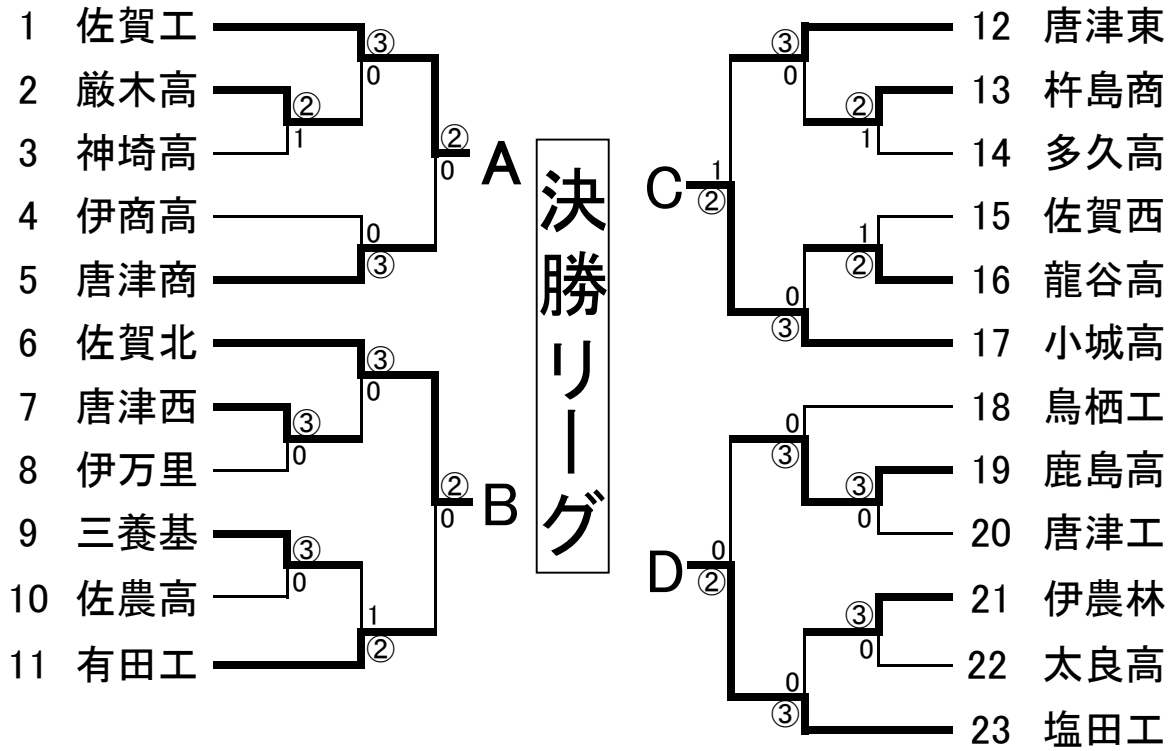 1 佐賀工
2 厳木高
3 神埼高
4 伊商高
5 唐津商
6 佐賀北
7 唐津西
8 伊万里
9 三養基
10 佐農高
11 有田工
③
0
②
1
②
0
0
③
③
0
③
0
②
0
③
0
1
②
A
B
決勝リーグ
C
D
1
②
③
0
②
1
1
②
0
③
0
③
③
0
0
②
③
0
0
③
12 唐津東
13 杵島商
14 多久高
15 佐賀西
16 龍谷高
17 小城高
18 鳥栖工
19 鹿島高
20 唐津工
21 伊農林
22 太良高
23 塩田工